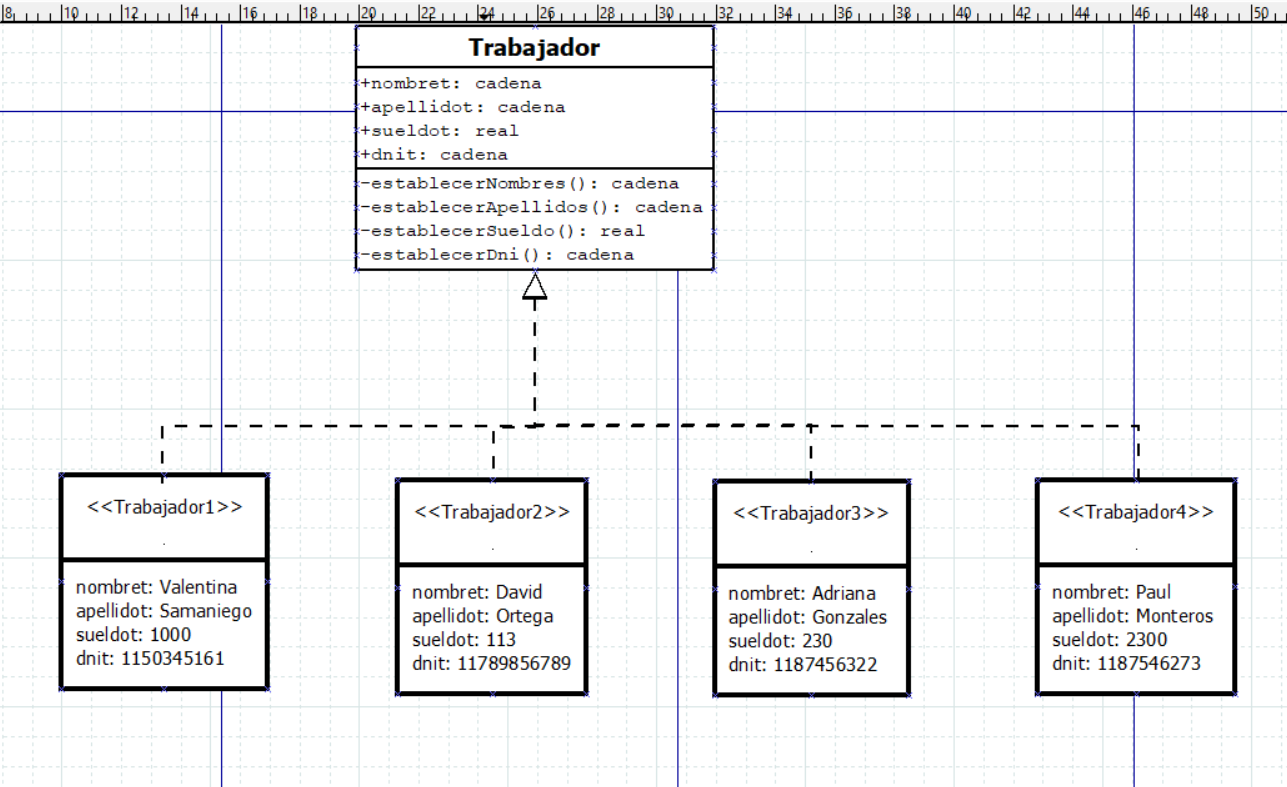 8 10 12 14 16 18 20 22 24 26 28 30 32 34 36 38 40 42 44 46 48 50
Trabajador
+nombret: cadena
+apellidot: cadena
+sueldot: real
+dnit: cadena
-establecerNombres(): cadena
-establecerApellidos(): cadena
-establecerSueldo(): real
-establecerDni(): cadena
<<Trabajador1>>
.
nombret: Valentina
apellidot: Samaniego
sueldot: 1000
dnit: 1150345161
<<Trabajador2>>
.
nombret: David
apellidot: Ortega
sueldot: 113
dnit: 11789856789
<<Trabajador3>>
.
nombret: Adriana
apellidot: Gonzales
sueldot: 230
dnit: 1187456322
<<Trabajador4>>
.
nombret: Paul
apellidot: Monteros
sueldot: 2300
dnit: 1187546273